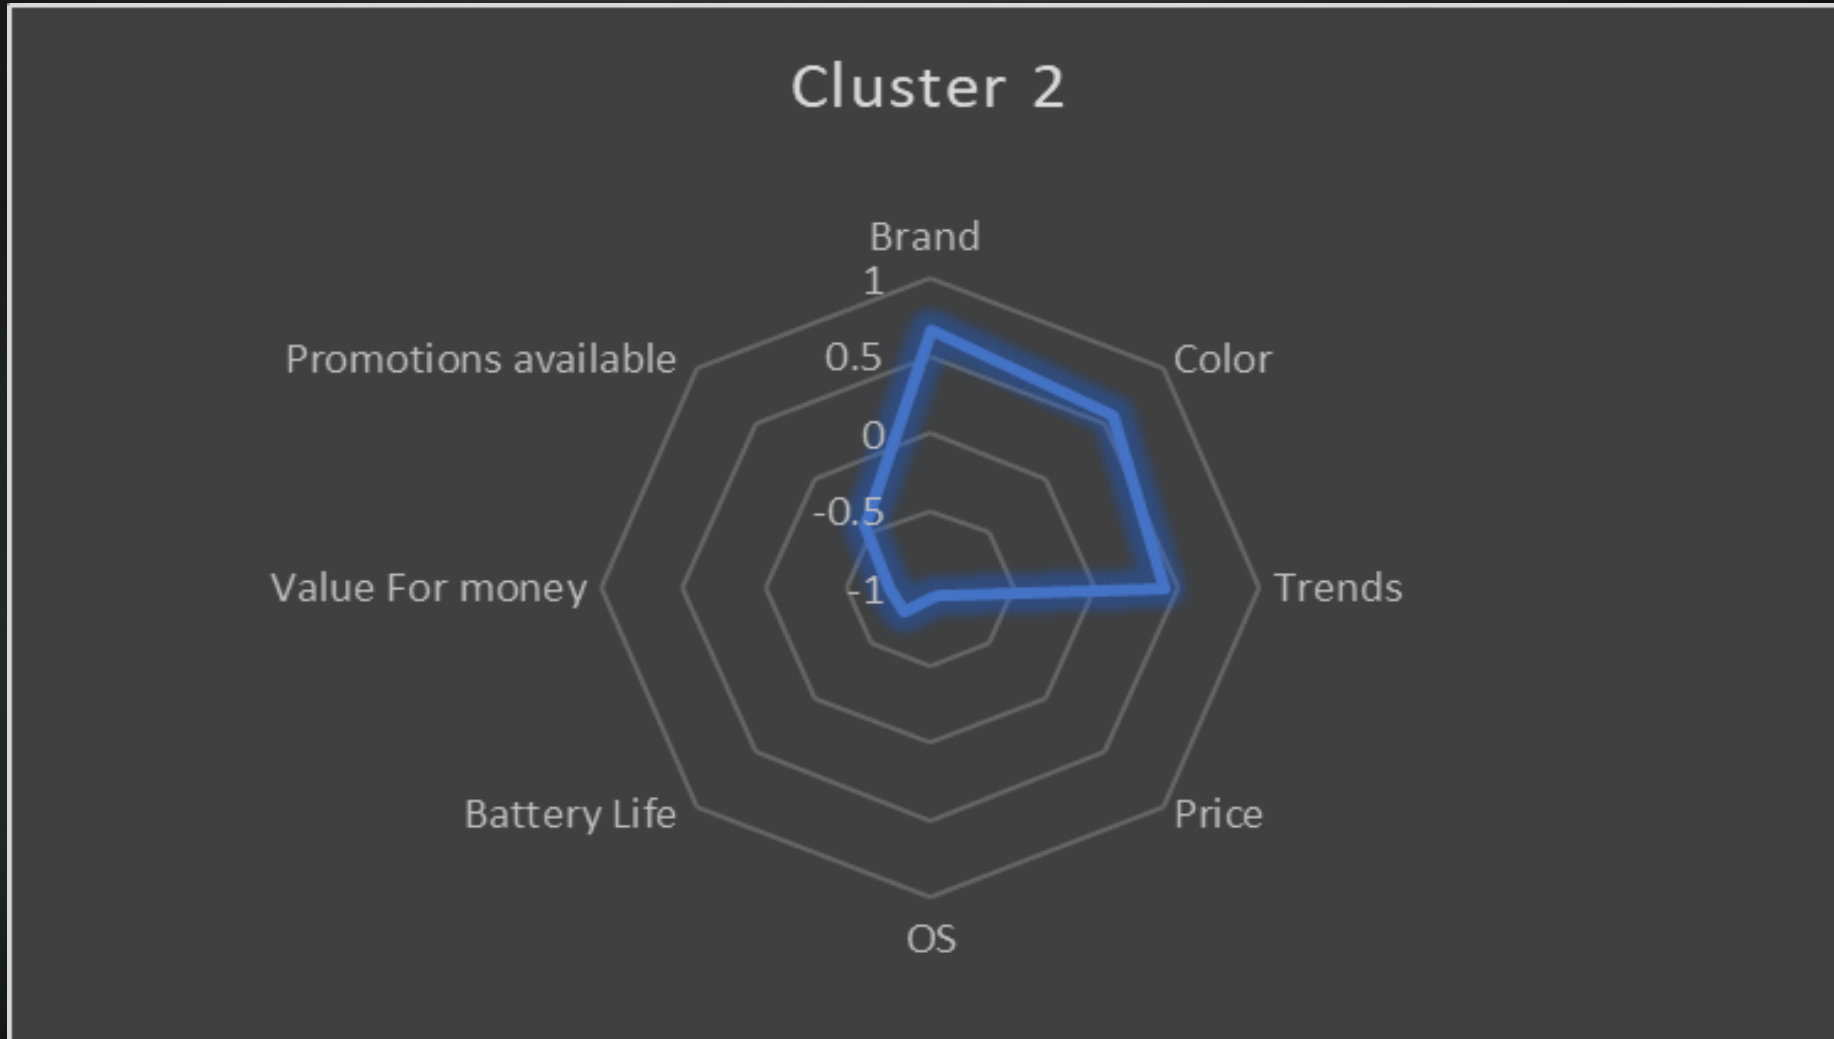 Cluster 2
Brand
1
Promotions available
0.5
Color
0
-0.5
Value For money
-1
Trends
Battery Life
Price
OS